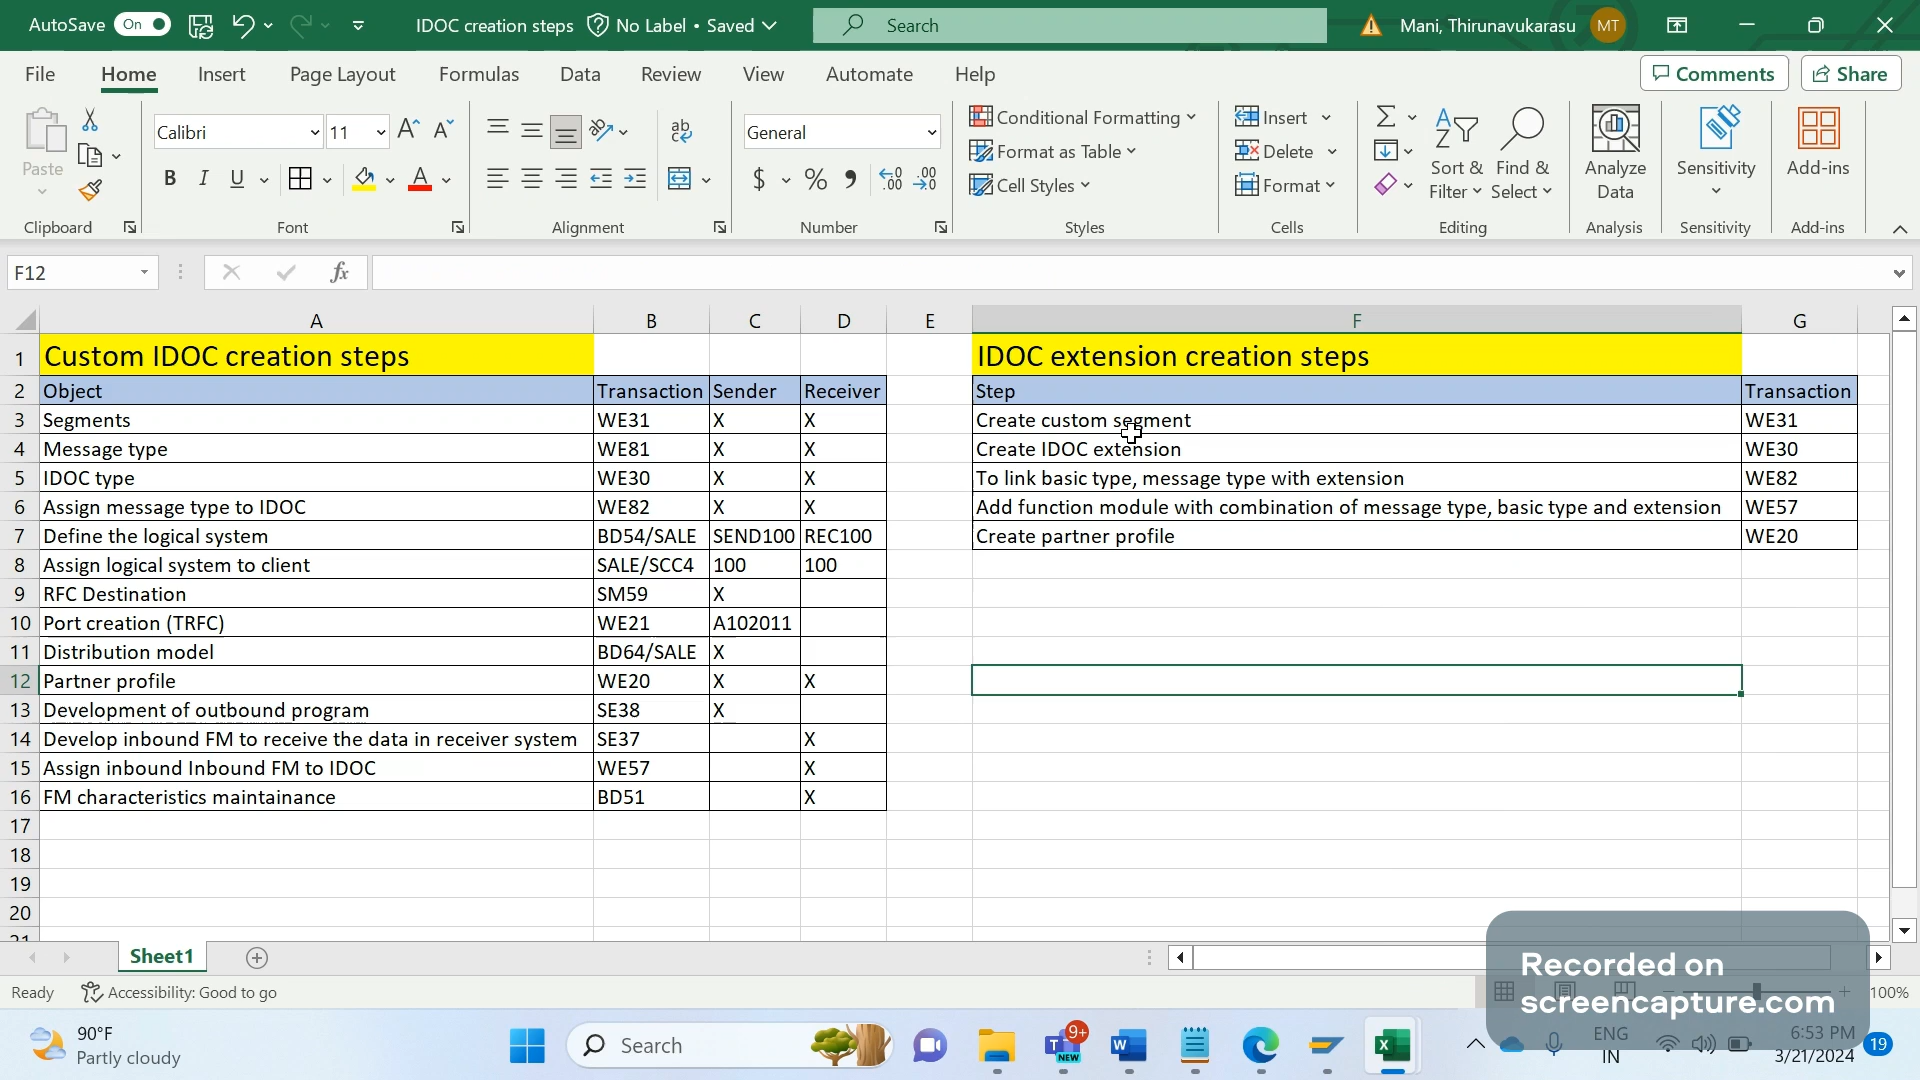 AutoSave On IDOC creation steps No Label • Saved Search Mani, Thirunavukarasu MT
File Home Insert Page Layout Formulas Data Review View Automate Help Comments Share
Paste Calibri 11 General Conditional Formatting Format as Table Cell Styles Insert Delete Format Sort & Filter Find & Select Analyze Data Sensitivity Add-ins
Clipboard Font Alignment Number Styles Cells Editing Analysis Sensitivity Add-ins
F12 fx
A B C D E F G
1 Custom IDOC creation steps IDOC extension creation steps
2 Object Transaction Sender Receiver Step Transaction
3 Segments WE31 X X Create custom segment WE31
4 Message type WE81 X X Create IDOC extension WE30
5 IDOC type WE30 X X To link basic type, message type with extension WE82
6 Assign message type to IDOC WE82 X X Add function module with combination of message type, basic type and extension WE57
7 Define the logical system BD54/SALE SEND100 REC100 Create partner profile WE20
8 Assign logical system to client SALE/SCC4 100 100
9 RFC Destination SM59 X
10 Port creation (TRFC) WE21 A102011
11 Distribution model BD64/SALE X
12 Partner profile WE20 X X
13 Development of outbound program SE38 X
14 Develop inbound FM to receive the data in receiver system SE37 X
15 Assign inbound Inbound FM to IDOC WE57 X
16 FM characteristics maintainance BD51 X
17
18
19
20
21
Sheet1
Recorded on
screencapture.com
Ready Accessibility: Good to go 100%
90°F
Partly cloudy
Search
9+
NEW
ENG
IN
6:53 PM
3/21/2024
19